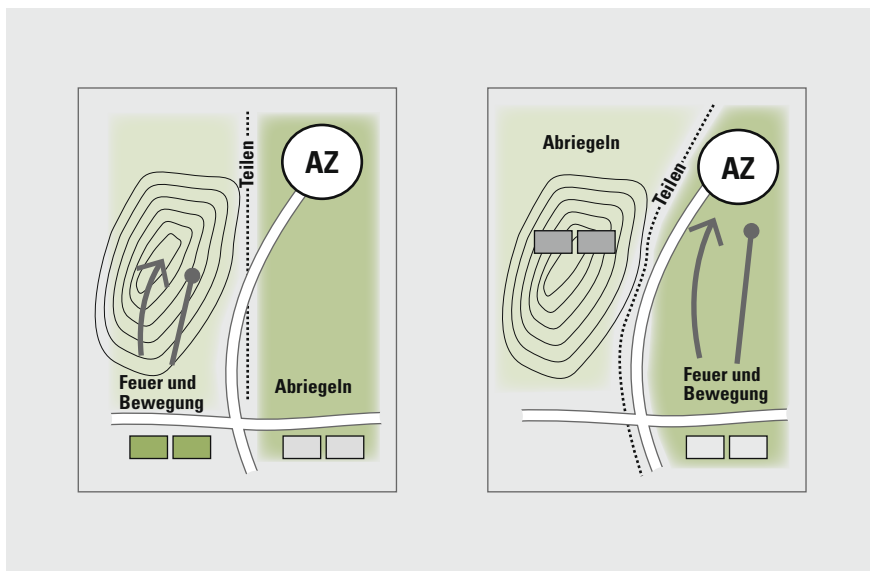 Teilen
AZ
Feuer und
Bewegung
Abriegeln
Abriegeln
Teilen
AZ
Feuer und
Bewegung